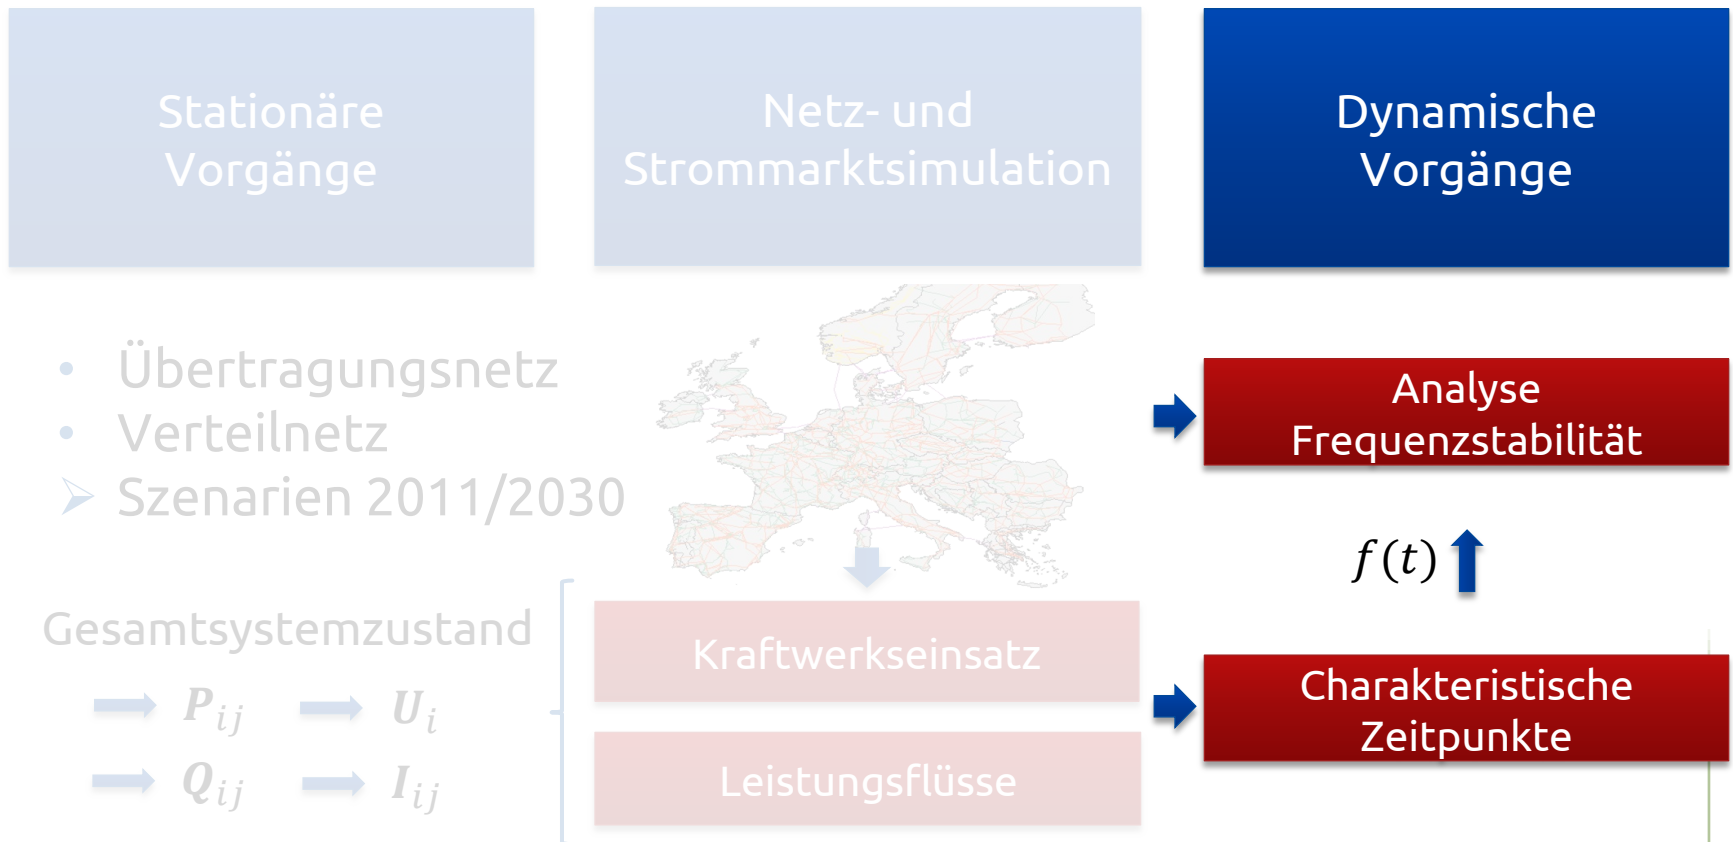 Stationäre
Vorgänge
Netz- und
Strommarktsimulation
Dynamische
Vorgänge
• Übertragungsnetz
• Verteilnetz
➢ Szenarien 2011/2030
Analyse
Frequenzstabilität
f(t)
Gesamtsystemzustand
P_ij U_i
Q_ij I_ij
Kraftwerkseinsatz
Leistungsflüsse
Charakteristische
Zeitpunkte